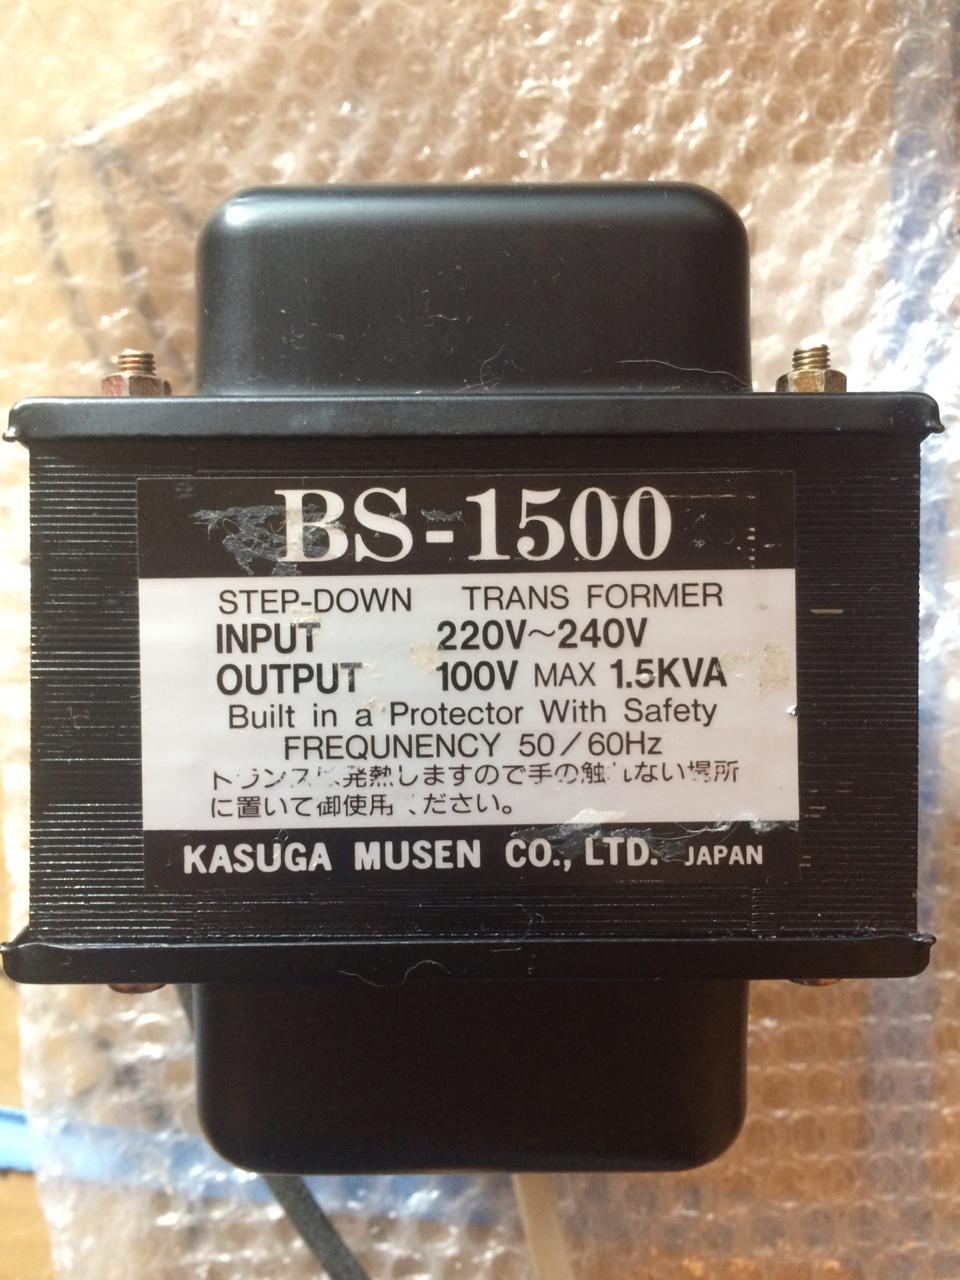 BS-1500
STEP-DOWN TRANS FORMER
INPUT 220V~240V
OUTPUT 100V MAX 1.5KVA
Built in a Protector With Safety
FREQUNENCY 50/60Hz
トランスは発熱しますので手の触れない場所
に置いて御使用ください。
KASUGA MUSEN CO., LTD. JAPAN